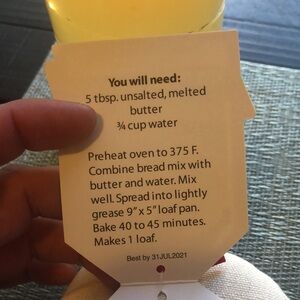 You will need:
5 tbsp. unsalted, melted
butter
¾ cup water
Preheat oven to 375 F.
Combine bread mix with
butter and water. Mix
well. Spread into lightly
grease 9" x 5" loaf pan.
Bake 40 to 45 minutes.
Makes 1 loaf.
Best by 31JUL2021